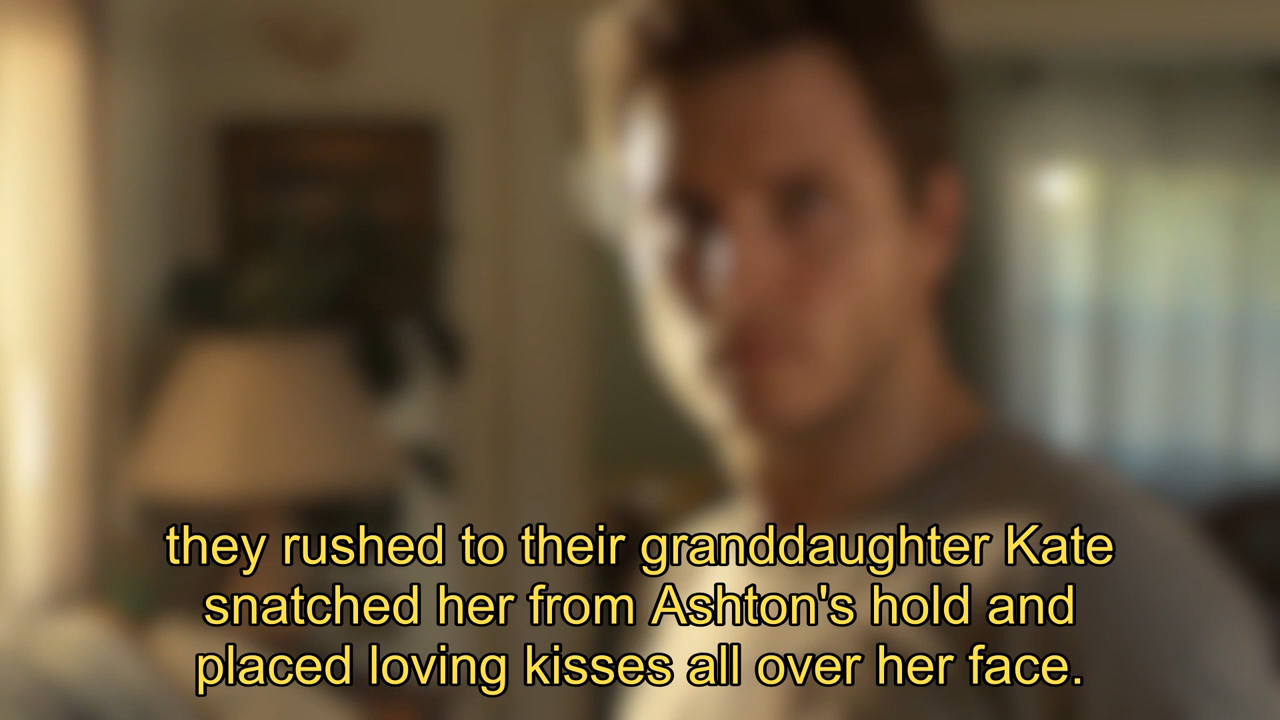 they rushed to their granddaughter Kate
snatched her from Ashton's hold and
placed loving kisses all over her face.